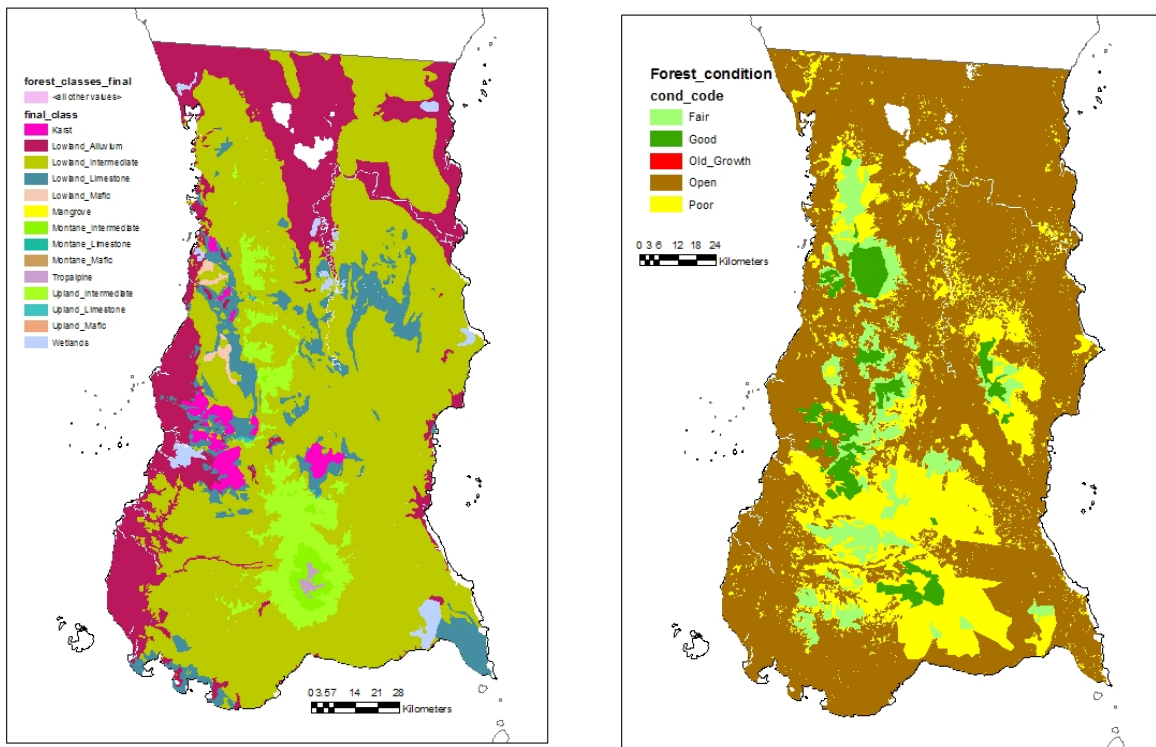 forest_classes_final
<all other values>
final_class
Karst
Lowland_Alluvium
Lowland_Intermediate
Lowland_Limestone
Lowland_Mafic
Mangrove
Montane_Intermediate
Montane_Limestone
Montane_Mafic
Tropalpine
Upland_Intermediate
Upland_Limestone
Upland_Mafic
Wetlands
0 3.57 14 21 28
Kilometers
Forest_condition
cond_code
Fair
Good
Old_Growth
Open
Poor
0 3 6 12 18 24
Kilometers